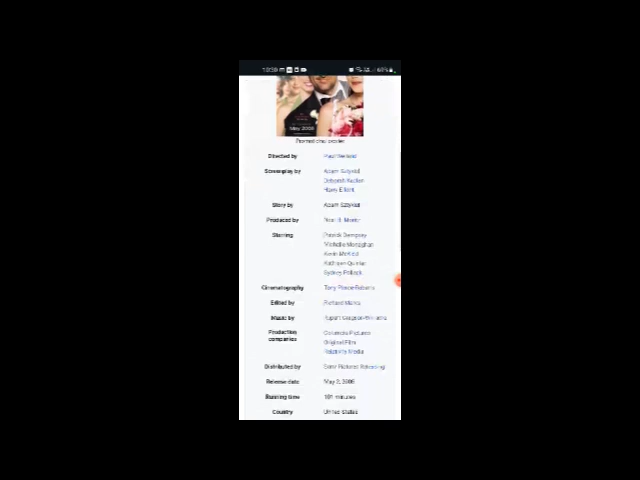 May 2008
Promotional poster
Directed by Paul Weiland
Screenplay by Adam Sztykiel
Deborah Kaplan
Harry Elfont
Story by Adam Sztykiel
Produced by Neal H. Moritz
Starring Patrick Dempsey
Michelle Monaghan
Kevin McKidd
Kathleen Quinlan
Sydney Pollack
Cinematography Tony Pierce-Roberts
Edited by Richard Marks
Music by Rupert Gregson-Williams
Production
companies
Columbia Pictures
Original Film
Relativity Media
Distributed by Sony Pictures Releasing
Release date May 2, 2008
Running time 101 minutes
Country United States